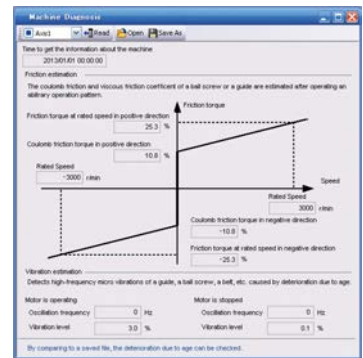 Machine Diagnosis
Axis1 Read Open Save As
Time to get the information about the machine
2013/01/01 00:00:00
Friction estimation
The coulomb friction and viscous friction coefficent of a ball screw or a guide are estimated after operating an
abitrary operation pattern.
Friction torque
Friction torque at rated speed in positive direction
25.3 %
Coulomb friction torque in positive direction
10.8 %
Rated Speed
-3000 r/min
Speed
Rated Speed
3000 r/min
Coulomb friction torque in negative direction
-10.8 %
Friction torque at rated speed in negative direction
-25.3 %
Vibration estimation
Detects high-frequency micro vibrations of a guide, a ball screw, a belt, etc. caused by deterioration due to age.
Motor is operating
Oscillation frequency 0 Hz
Vibration level 3.0 %
Motor is stopped
Oscillation frequency 0 Hz
Vibration level 0.1 %
By comparing to a saved file, the deterioration due to age can be checked.